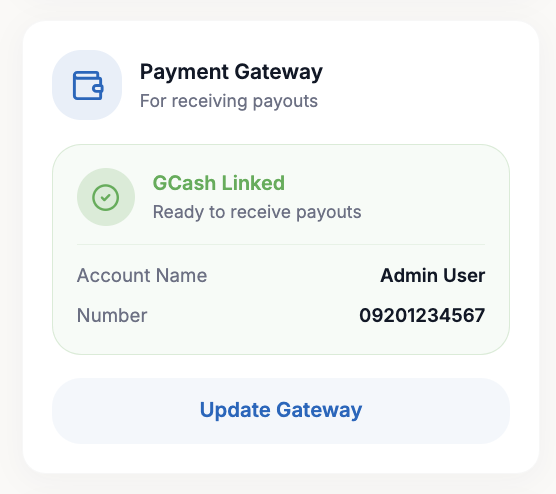 Payment Gateway
For receiving payouts
GCash Linked
Ready to receive payouts
Account Name Admin User
Number 09201234567
Update Gateway